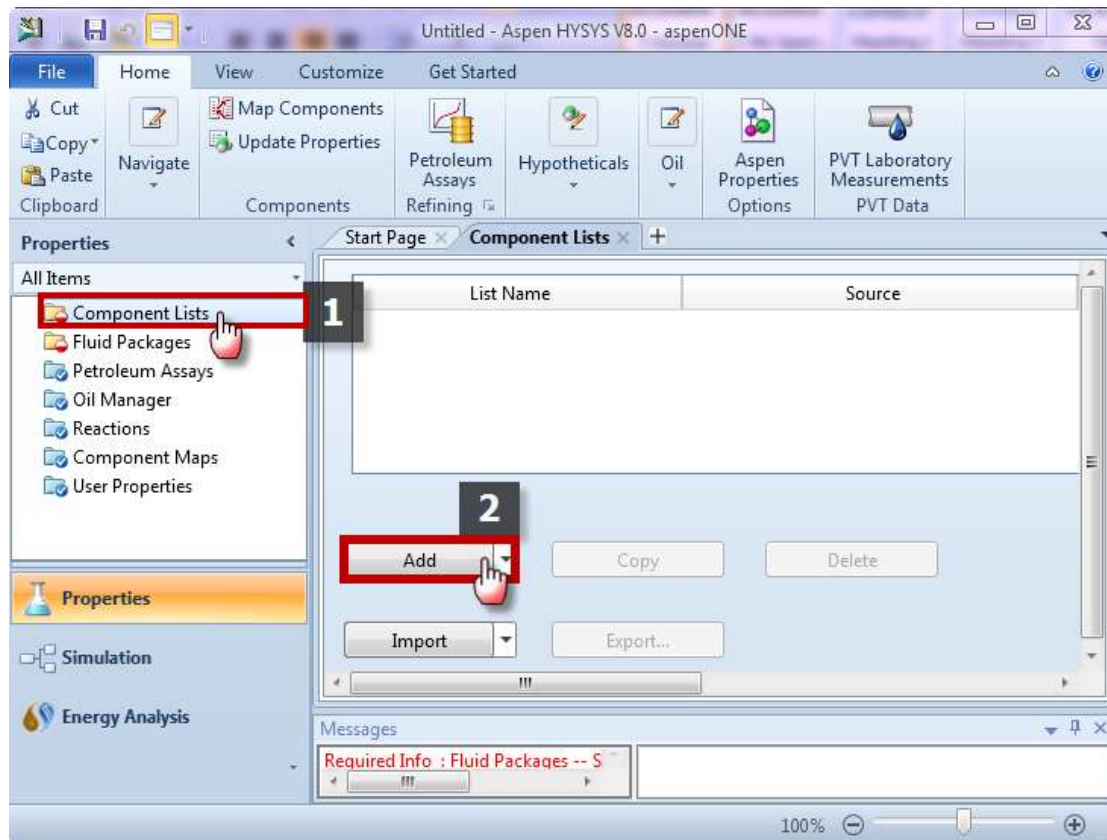 Untitled - Aspen HYSYS V8.0 - aspenONE
File Home View Customize Get Started
Cut
Copy
Paste
Clipboard
Navigate
Map Components
Update Properties
Components
Petroleum
Assays
Refining
Hypotheticals
Oil
Aspen
Properties
Options
PVT Laboratory
Measurements
PVT Data
Properties
All Items
Component Lists
Fluid Packages
Petroleum Assays
Oil Manager
Reactions
Component Maps
User Properties
Properties
Simulation
Energy Analysis
Start Page Component Lists
List Name Source
1
2
Add Copy Delete
Import Export...
Messages
Required Info : Fluid Packages -- S
100%